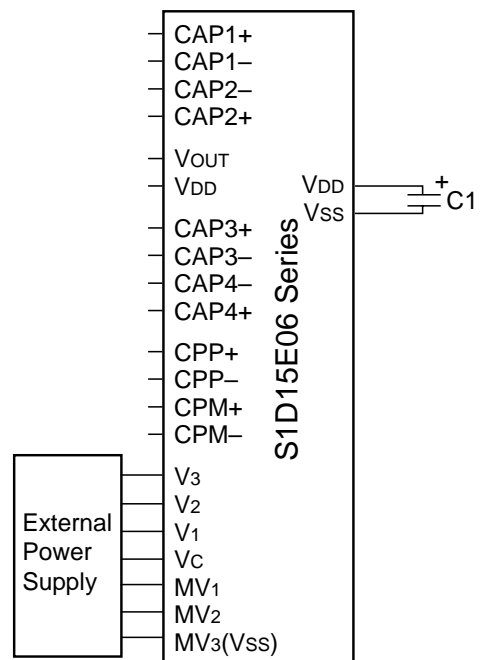 CAP1+
CAP1–
CAP2–
CAP2+
VOUT
VDD
CAP3+
CAP3–
CAP4–
CAP4+
CPP+
CPP–
CPM+
CPM–
V3
V2
V1
VC
MV1
MV2
MV3(VSS)
External
Power
Supply
S1D15E06 Series
VDD
VSS
+
C1